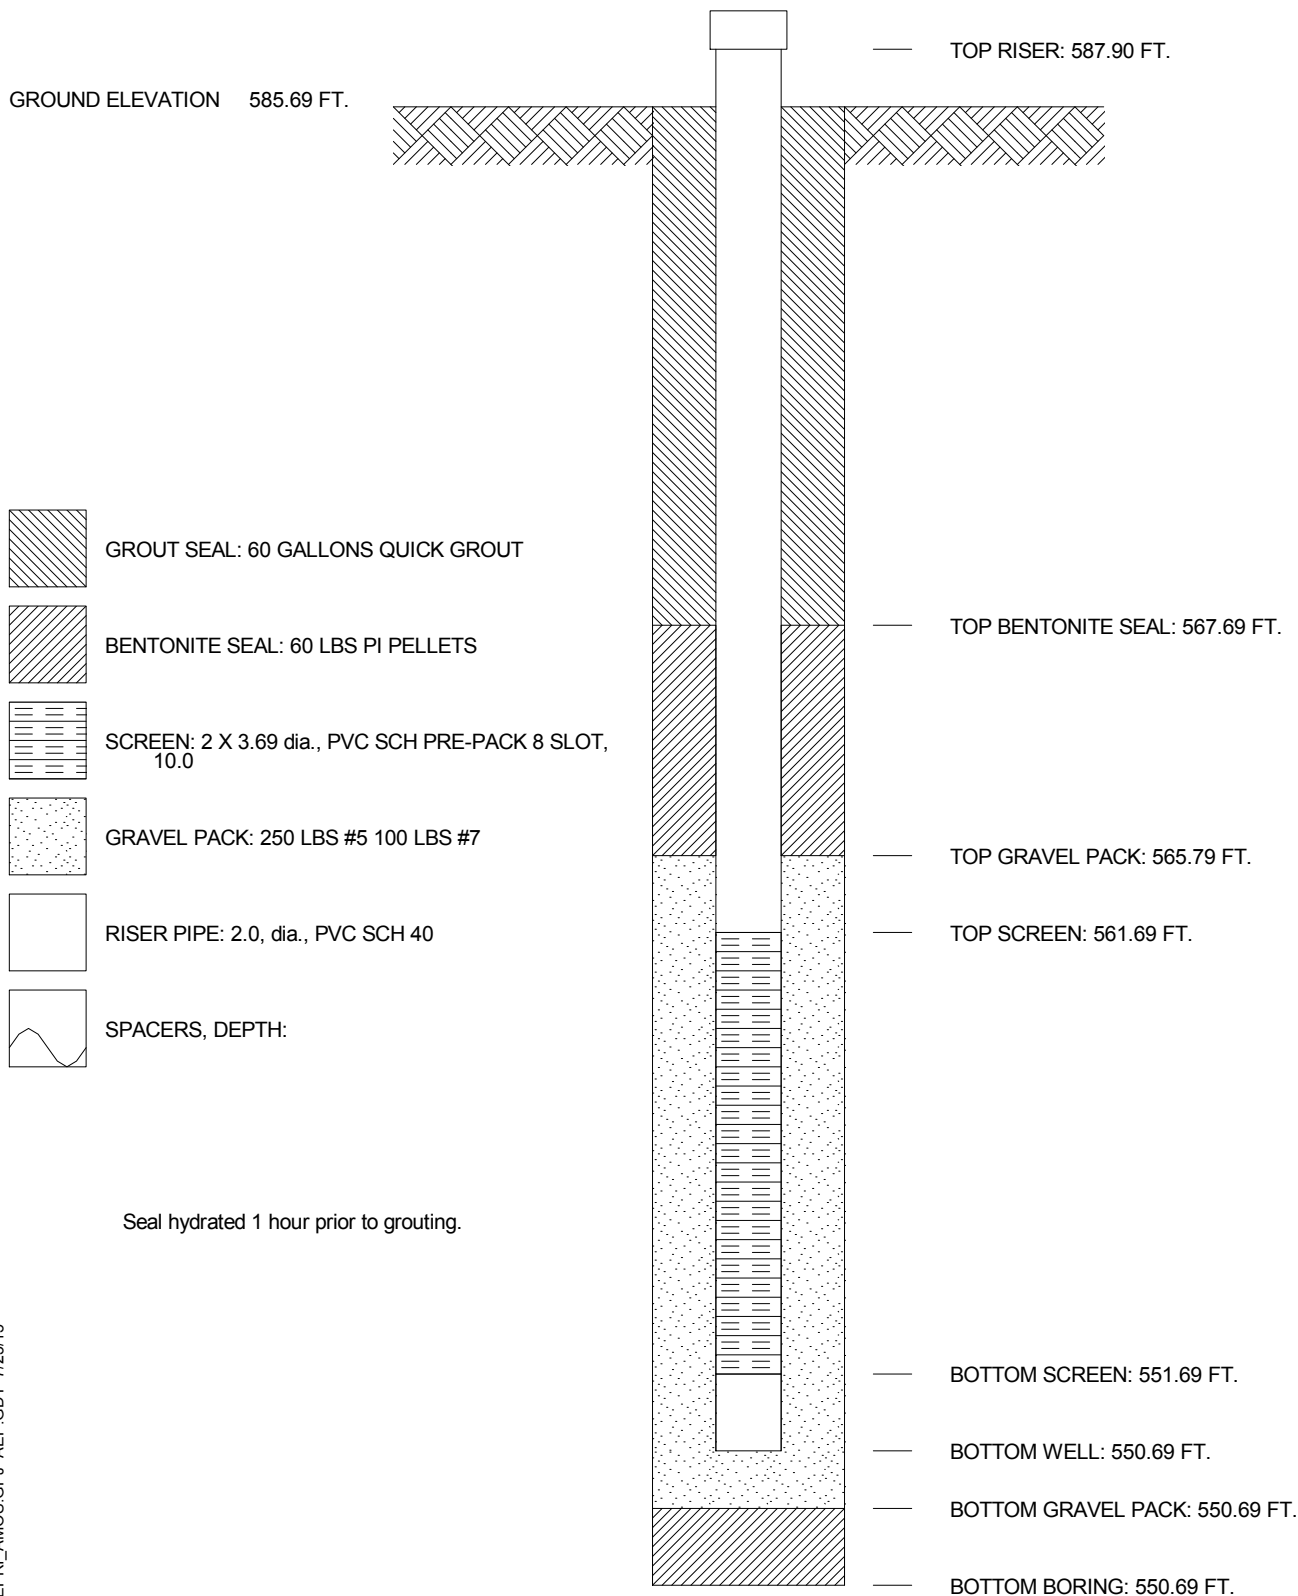 TOP RISER: 587.90 FT.
GROUND ELEVATION 585.69 FT.
GROUT SEAL: 60 GALLONS QUICK GROUT
TOP BENTONITE SEAL: 567.69 FT.
BENTONITE SEAL: 60 LBS PI PELLETS
SCREEN: 2 X 3.69 dia., PVC SCH PRE-PACK 8 SLOT,
10.0
GRAVEL PACK: 250 LBS #5 100 LBS #7
TOP GRAVEL PACK: 565.79 FT.
RISER PIPE: 2.0, dia., PVC SCH 40
TOP SCREEN: 561.69 FT.
SPACERS, DEPTH:
Seal hydrated 1 hour prior to grouting.
BOTTOM SCREEN: 551.69 FT.
BOTTOM WELL: 550.69 FT.
BOTTOM GRAVEL PACK: 550.69 FT.
BOTTOM BORING: 550.69 FT.